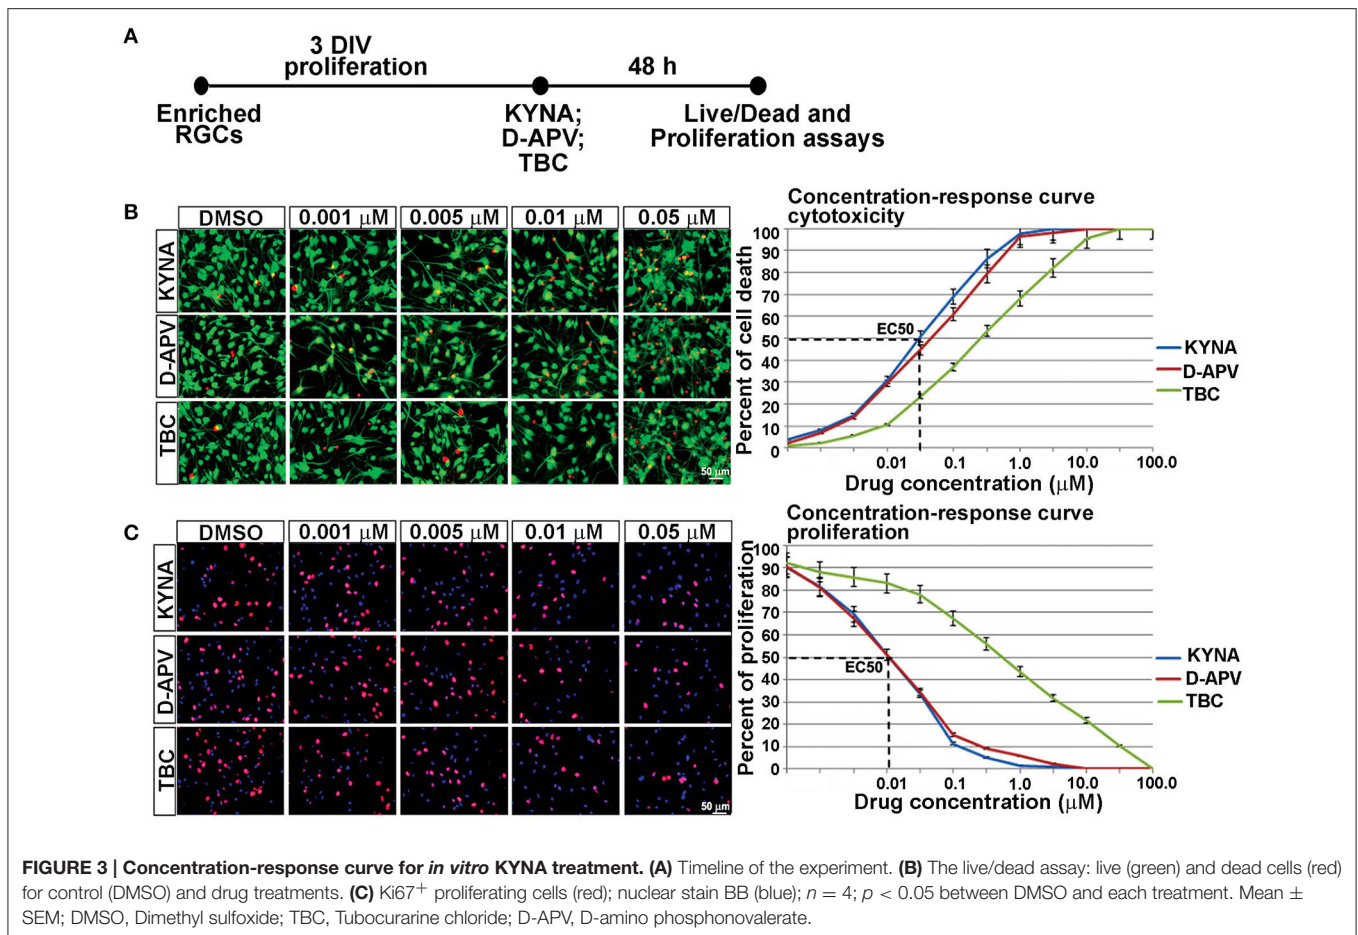 A
3 DIV
proliferation
48 h
Enriched
RGCs
KYNA;
D-APV;
TBC
Live/Dead and
Proliferation assays
B
DMSO
0.001 µM
0.005 µM
0.01 µM
0.05 µM
KYNA
D-APV
TBC
50 µm
Concentration-response curve
cytotoxicity
Percent of cell death
100
90
80
70
60
50
40
30
20
10
0
EC50
0.01
0.1
1.0
10.0
100.0
Drug concentration (µM)
KYNA
D-APV
TBC
C
DMSO
0.001 µM
0.005 µM
0.01 µM
0.05 µM
KYNA
D-APV
TBC
50 µm
Concentration-response curve
proliferation
Percent of proliferation
100
90
80
70
60
50
40
30
20
10
0
EC50
0.01
0.1
1.0
10.0
100.0
Drug concentration (µM)
KYNA
D-APV
TBC
FIGURE 3 | Concentration-response curve for in vitro KYNA treatment. (A) Timeline of the experiment. (B) The live/dead assay: live (green) and dead cells (red)
for control (DMSO) and drug treatments. (C) Ki67+ proliferating cells (red); nuclear stain BB (blue); n = 4; p < 0.05 between DMSO and each treatment. Mean ±
SEM; DMSO, Dimethyl sulfoxide; TBC, Tubocurarine chloride; D-APV, D-amino phosphonovalerate.